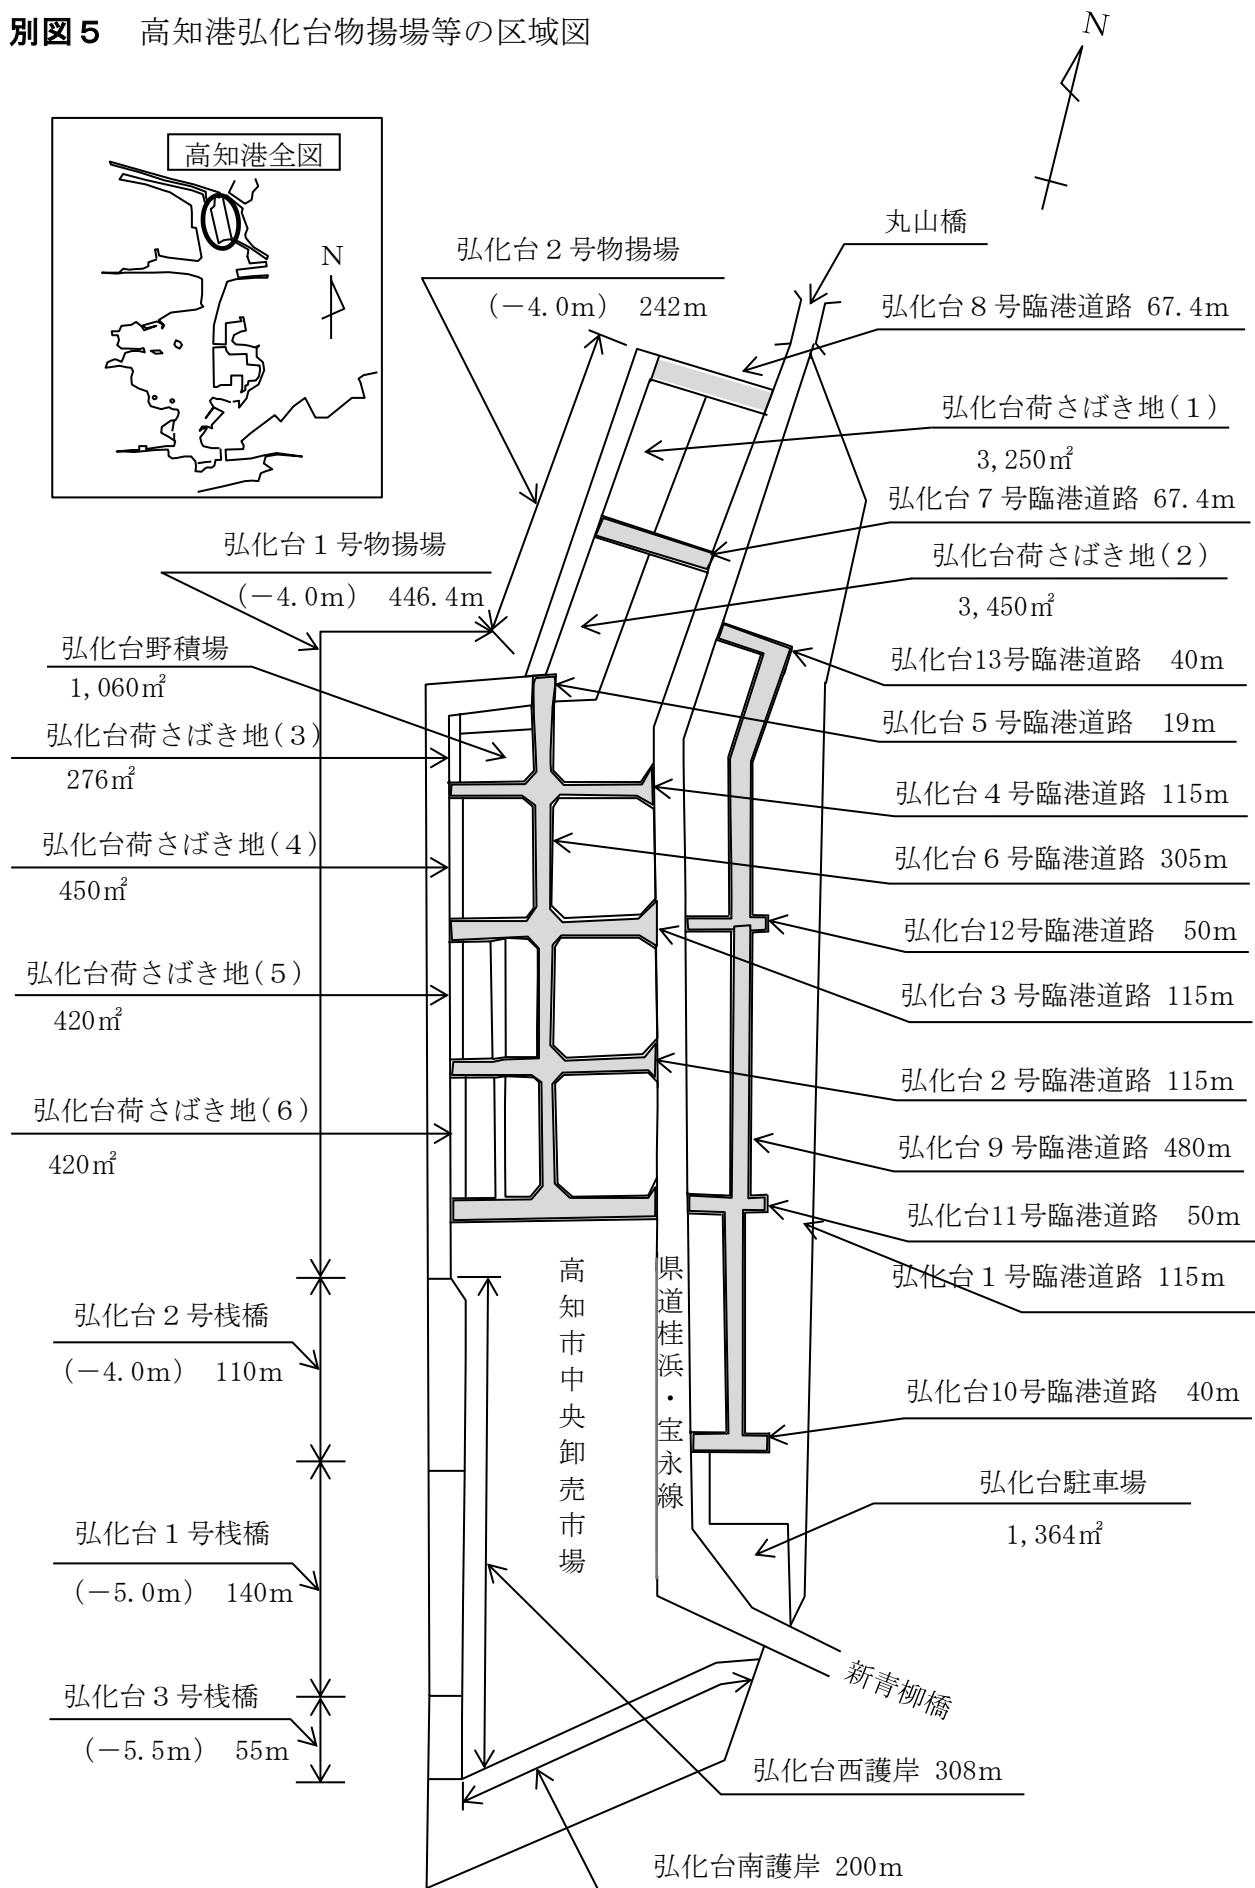 別図５　高知港弘化台物揚場等の区域図
N
高知港全図
N
丸山橋
弘化台２号物揚場
(－4.0m)　242m
弘化台８号臨港道路 67.4m
弘化台荷さばき地(１)
3,250㎡
弘化台７号臨港道路 67.4m
弘化台１号物揚場
(－4.0m)　446.4m
弘化台荷さばき地(２)
3,450㎡
弘化台野積場
1,060㎡
弘化台13号臨港道路　40m
弘化台荷さばき地(３)
276㎡
弘化台５号臨港道路　19m
弘化台４号臨港道路 115m
弘化台荷さばき地(４)
450㎡
弘化台６号臨港道路 305m
弘化台12号臨港道路　50m
弘化台荷さばき地(５)
420㎡
弘化台３号臨港道路 115m
弘化台２号臨港道路 115m
弘化台荷さばき地(６)
420㎡
弘化台９号臨港道路 480m
弘化台11号臨港道路　50m
弘化台１号臨港道路 115m
高知市中央卸売市場
県道桂浜・宝永線
弘化台２号桟橋
(－4.0m)　110m
弘化台10号臨港道路　40m
弘化台駐車場
1,364㎡
弘化台１号桟橋
(－5.0m)　140m
新青柳橋
弘化台３号桟橋
(－5.5m)　55m
弘化台西護岸 308m
弘化台南護岸 200m